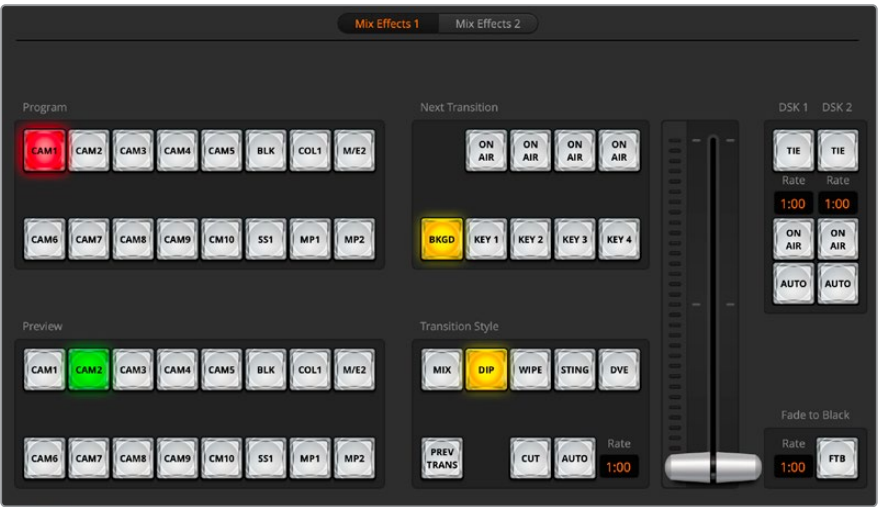 Mix Effects 1 Mix Effects 2
Program
CAM1 CAM2 CAM3 CAM4 CAM5 BLK COL1 M/E2
CAM6 CAM7 CAM8 CAM9 CM10 SS1 MP1 MP2
Next Transition
ON AIR ON AIR ON AIR ON AIR
BKGD KEY 1 KEY 2 KEY 3 KEY 4
DSK 1 DSK 2
TIE TIE
Rate Rate
1:00 1:00
ON AIR ON AIR
AUTO AUTO
Preview
CAM1 CAM2 CAM3 CAM4 CAM5 BLK COL1 M/E2
CAM6 CAM7 CAM8 CAM9 CM10 SS1 MP1 MP2
Transition Style
MIX DIP WIPE STING DVE
PREV TRANS CUT AUTO Rate 1:00
Fade to Black
Rate
1:00 FTB